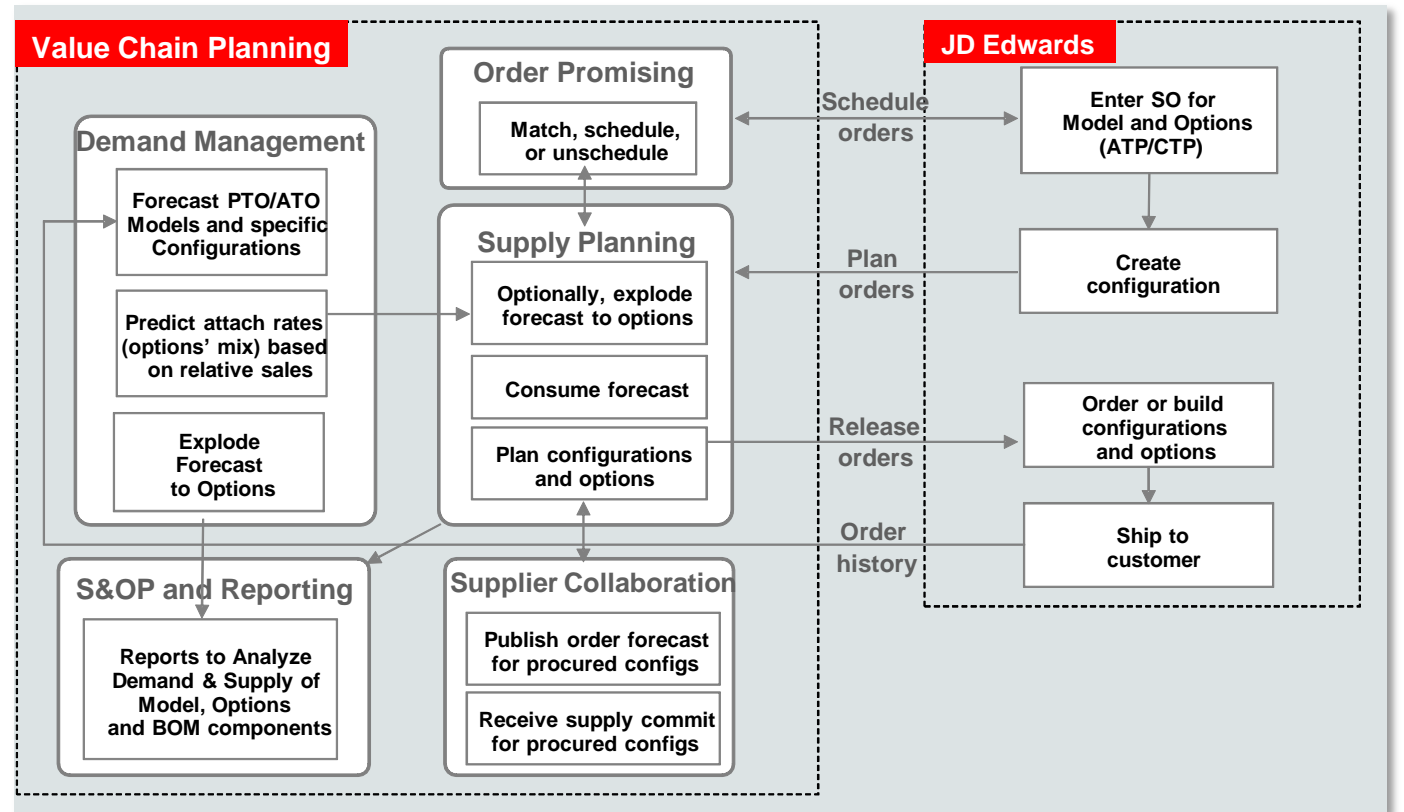 Value Chain Planning
Demand Management
Forecast PTO/ATO
Models and specific
Configurations
Predict attach rates
(options' mix) based
on relative sales
Explode
Forecast
to Options
S&OP and Reporting
Reports to Analyze
Demand & Supply of
Model, Options
and BOM components
Order Promising
Match, schedule,
or unschedule
Supply Planning
Optionally, explode
forecast to options
Consume forecast
Plan configurations
and options
Supplier Collaboration
Publish order forecast
for procured configs
Receive supply commit
for procured configs
Schedule
orders
Plan
orders
Release
orders
Order
history
JD Edwards
Enter SO for
Model and Options
(ATP/CTP)
Create
configuration
Order or build
configurations
and options
Ship to
customer